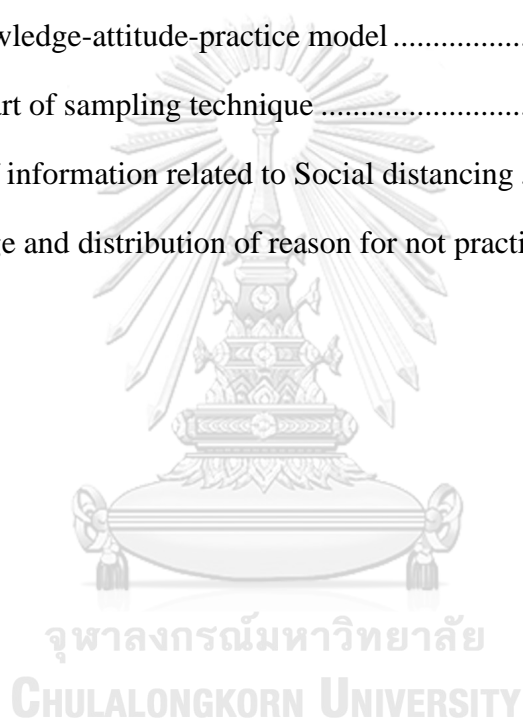 wledge-attitude-practice model..................
art of sampling technique.........................
information related to Social distancing .
ge and distribution of reason for not practi
จุฬาลงกรณ์มหาวิทยาลัย
CHULALONGKORN UNIVERSITY